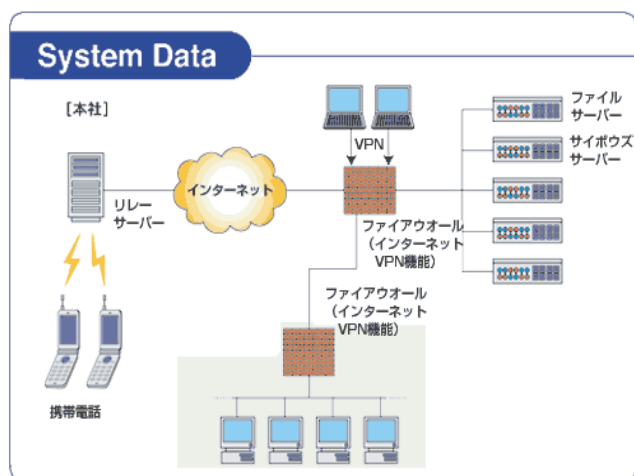 System Data
[本社]
リレー
サーバー
携帯電話
インターネット
VPN
ファイアウオール
（インターネット
VPN機能）
ファイル
サーバー
サイボウズ
サーバー
ファイアウオール
（インターネット
VPN機能）